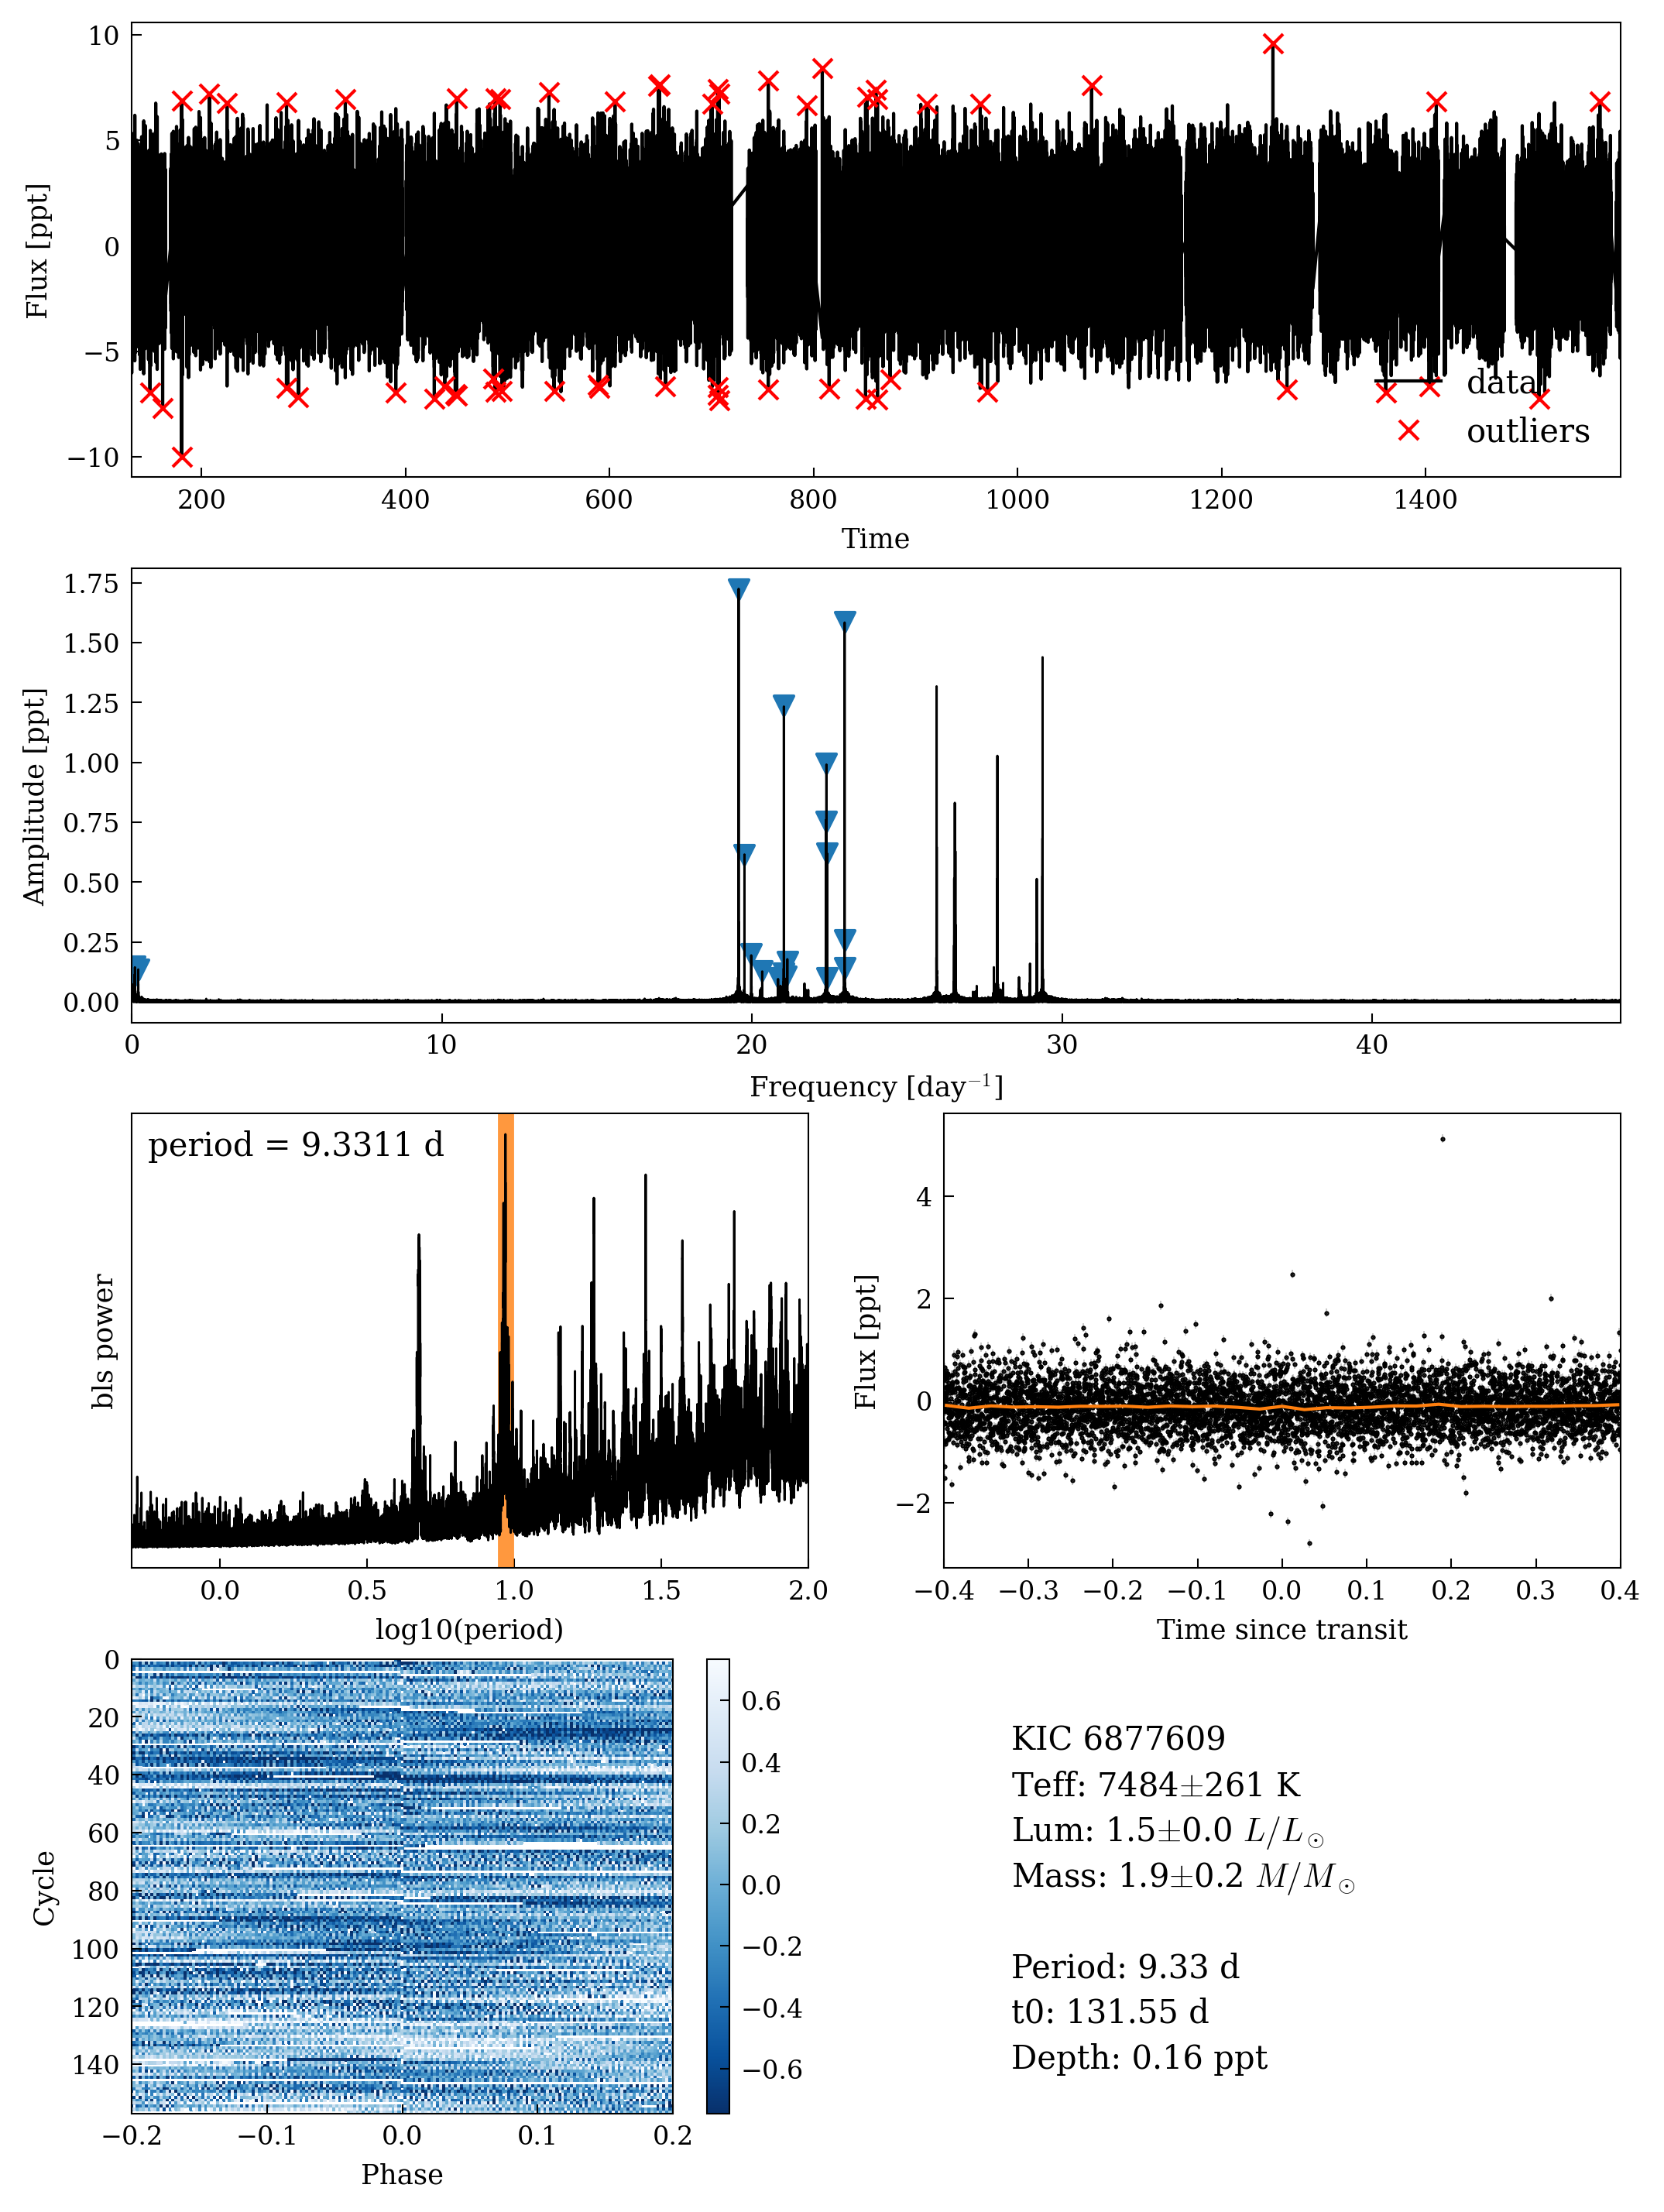 10
5
0
−5
−10
Flux [ppt]
data
outliers
200 400 600 800 1000 1200 1400
Time
1.75
1.50
1.25
1.00
0.75
0.50
0.25
0.00
Amplitude [ppt]
0 10 20 30 40
Frequency [day⁻¹]
period = 9.3311 d
bls power
0.0 0.5 1.0 1.5 2.0
log10(period)
4
2
0
−2
Flux [ppt]
−0.4 −0.3 −0.2 −0.1 0.0 0.1 0.2 0.3 0.4
Time since transit
0
20
40
60
80
100
120
140
Cycle
−0.2 −0.1 0.0 0.1 0.2
Phase
0.6
0.4
0.2
0.0
−0.2
−0.4
−0.6
KIC 6877609
Teff: 7484±261 K
Lum: 1.5±0.0 L/L⊙
Mass: 1.9±0.2 M/M⊙
Period: 9.33 d
t0: 131.55 d
Depth: 0.16 ppt